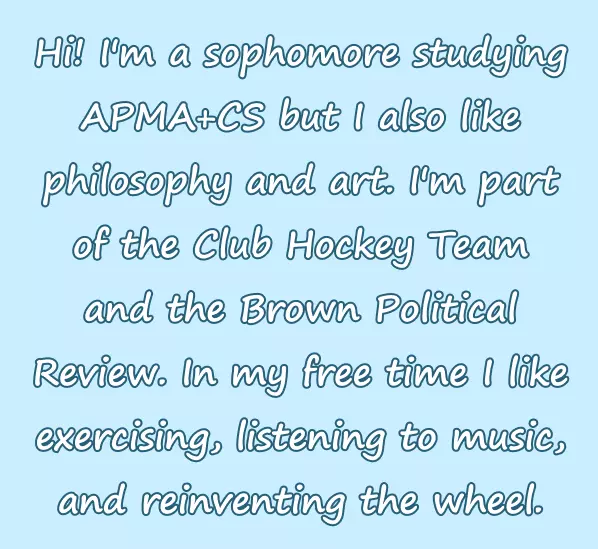 Hi! I'm a sophomore studying
APMA+CS but I also like
philosophy and art. I'm part
of the Club Hockey Team
and the Brown Political
Review. In my free time I like
exercising, listening to music,
and reinventing the wheel.